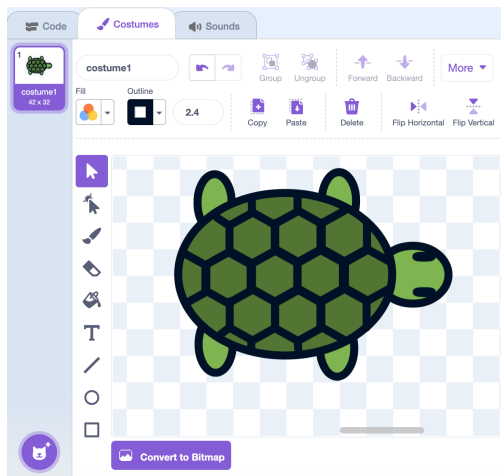 Code
Costumes
Sounds
1
costume1
42 x 32
costume1
Group
Ungroup
Forward
Backward
More
Fill
Outline
2.4
Copy
Paste
Delete
Flip Horizontal
Flip Vertical
T
Convert to Bitmap